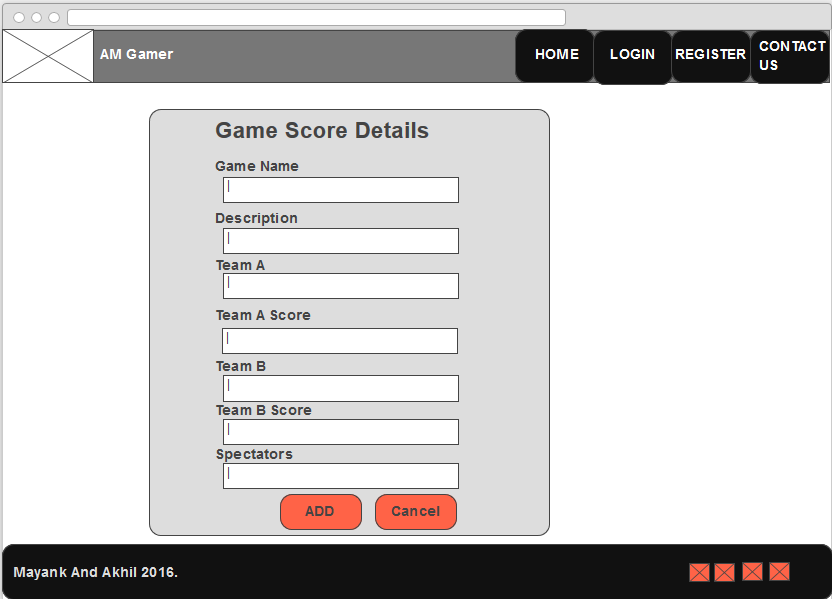 AM Gamer
HOME
LOGIN
REGISTER
CONTACT
US
Game Score Details
Game Name
Description
Team A
Team A Score
Team B
Team B Score
Spectators
ADD
Cancel
Mayank And Akhil 2016.